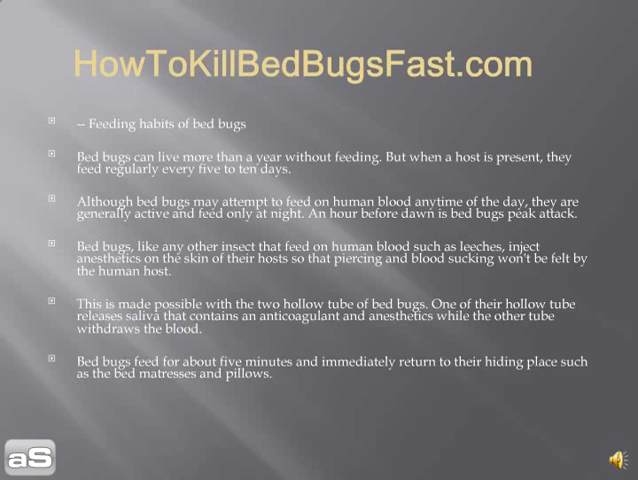 HowToKillBedBugsFast.com
-- Feeding habits of bed bugs
Bed bugs can live more than a year without feeding. But when a host is present, they
feed regularly every five to ten days.
Although bed bugs may attempt to feed on human blood anytime of the day, they are
generally active and feed only at night. An hour before dawn is bed bugs peak attack.
Bed bugs, like any other insect that feed on human blood such as leeches, inject
anesthetics on the skin of their hosts so that piercing and blood sucking won't be felt by
the human host.
This is made possible with the two hollow tube of bed bugs. One of their hollow tube
releases saliva that contains an anticoagulant and anesthetics while the other tube
withdraws the blood.
Bed bugs feed for about five minutes and immediately return to their hiding place such
as the bed matresses and pillows.
aS